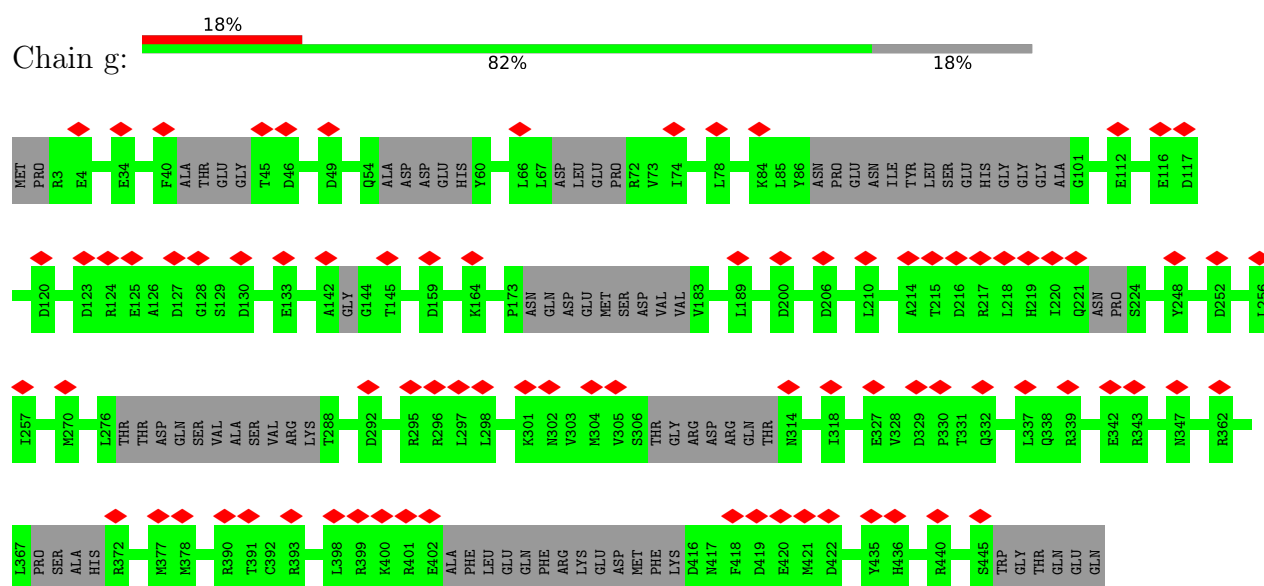 18%
Chain g:
82% 18%
MET PRO R3 E4 E34 F40 ALA THR GLU GLY T45 D46 D49 Q54 ALA ASP ASP GLU HIS Y60 L66 L67 ASP LEU GLU PRO R72 V73 I74 L78 K84 L85 Y86 ASN PRO GLU ASN ILE TYR LEU SER GLU HIS GLY GLY GLY ALA G101 E112 E116 D117
D120 D123 R124 E125 A126 D127 G128 S129 D130 E133 A142 GLY G144 T145 D159 K164 P173 ASN GLN ASP GLU MET SER ASP VAL VAL V183 L189 D200 D206 L210 A214 T215 D216 R217 L218 H219 I220 Q221 ASN PRO S224 Y248 D252 L256
I257 M270 L276 THR THR ASP GLN SER VAL ALA SER VAL ARG LYS T288 D292 R295 R296 L297 L298 K301 N302 V303 M304 V305 S306 THR GLY ARG ASP ARG GLN THR N314 I318 E327 V328 D329 P330 T331 Q332 L337 Q338 R339 E342 R343 N347 R362
L367 PRO SER ALA HIS R372 M377 M378 R390 T391 C392 R393 L398 R399 K400 R401 E402 ALA PHE LEU GLU GLN PHE ARG LYS GLU ASP MET PHE LYS D416 N417 F418 D419 E420 M421 D422 Y435 H436 R440 S445 TRP GLY THR GLN GLU GLN